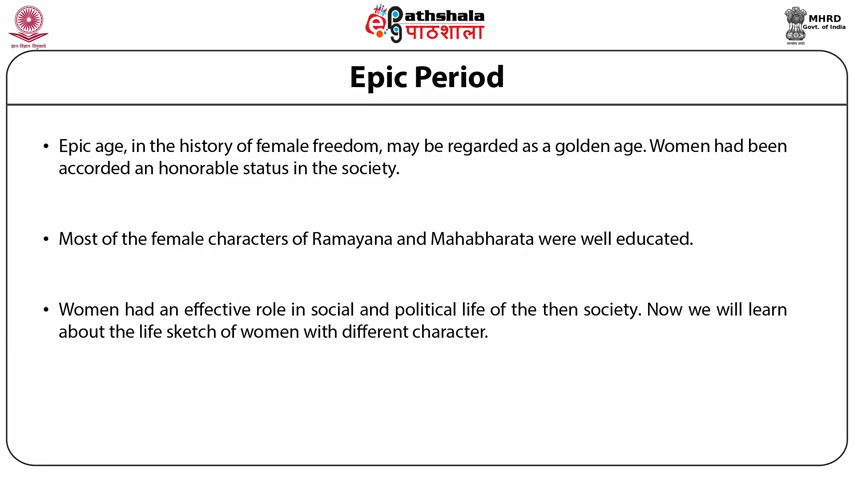 ज्ञान-विज्ञान विमुक्तये
e
Pathshala
पाठशाला
MHRD
Govt. of India
Epic Period
• Epic age, in the history of female freedom, may be regarded as a golden age. Women had been
accorded an honorable status in the society.
• Most of the female characters of Ramayana and Mahabharata were well educated.
• Women had an effective role in social and political life of the then society. Now we will learn
about the life sketch of women with different character.